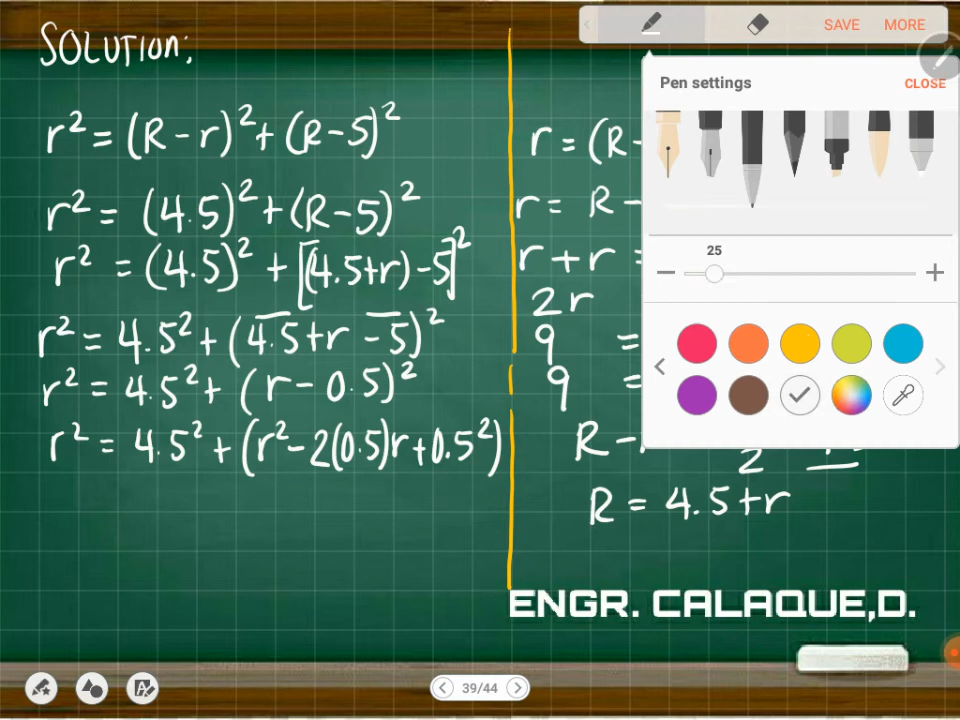 SOLUTION:
r² = (R - r)² + (R - 5)²
r² = (4.5)² + (R - 5)²
r² = (4.5)² + [(4.5 + r) - 5]²
r² = 4.5² + (4.5 + r - 5)²
r² = 4.5² + (r - 0.5)²
r² = 4.5² + (r² - 2(0.5)r + 0.5²)
r = (R -
r = R -
r + r =
2r
9 =
9 =
R -
2
R = 4.5 + r
ENGR. CALAQUE,D.
SAVE MORE
Pen settings CLOSE
25
39/44